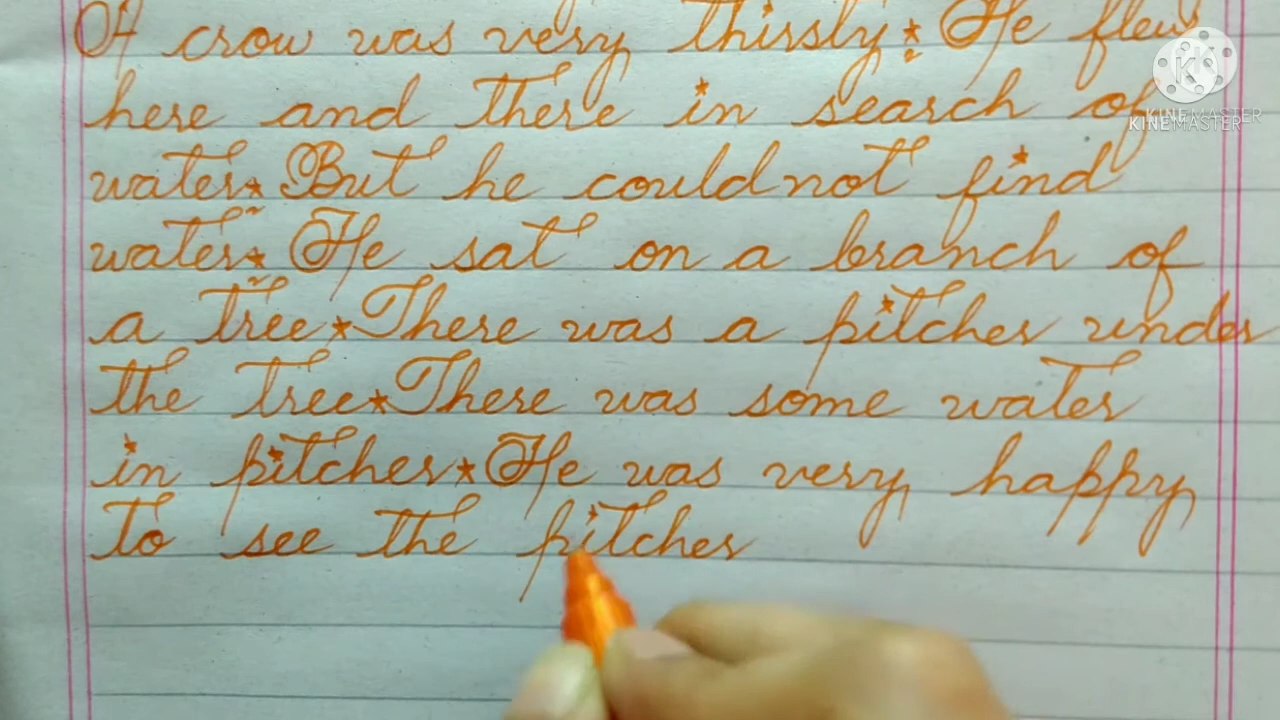 A crow was very thirsty. He flew
here and there in search of
water. But he could not find
water. He sat on a branch of
a tree. There was a pitcher under
the tree. There was some water
in pitcher. He was very happy
to see the pitcher
KINEMASTER
KINEMASTER